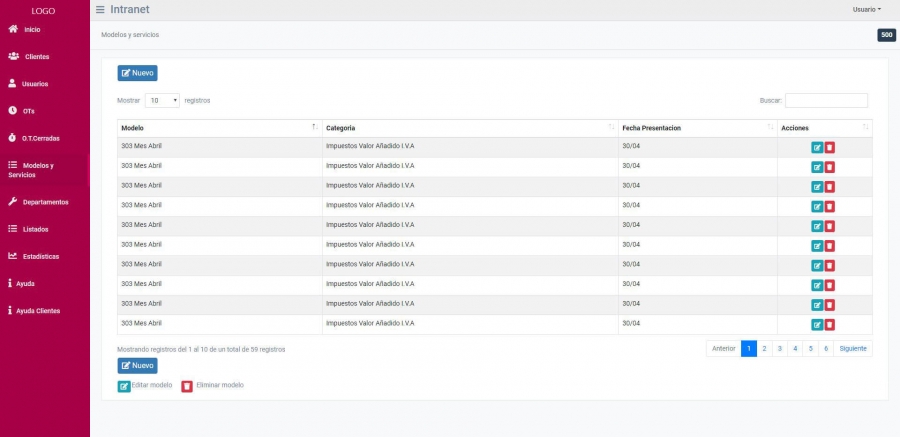 LOGO
Inicio
Clientes
Usuarios
OTs
O.T.Cerradas
Modelos y
Servicios
Departamentos
Listados
Estadísticas
Ayuda
Ayuda Clientes
Intranet
Usuario
Modelos y servicios
500
Nuevo
Mostrar 10 registros
Buscar:
Modelo Categoria Fecha Presentacion Acciones
303 Mes Abril Impuestos Valor Añadido I.V.A 30/04
303 Mes Abril Impuestos Valor Añadido I.V.A 30/04
303 Mes Abril Impuestos Valor Añadido I.V.A 30/04
303 Mes Abril Impuestos Valor Añadido I.V.A 30/04
303 Mes Abril Impuestos Valor Añadido I.V.A 30/04
303 Mes Abril Impuestos Valor Añadido I.V.A 30/04
303 Mes Abril Impuestos Valor Añadido I.V.A 30/04
303 Mes Abril Impuestos Valor Añadido I.V.A 30/04
303 Mes Abril Impuestos Valor Añadido I.V.A 30/04
303 Mes Abril Impuestos Valor Añadido I.V.A 30/04
Mostrando registros del 1 al 10 de un total de 59 registros
Anterior 1 2 3 4 5 6 Siguiente
Nuevo
Editar modelo Eliminar modelo